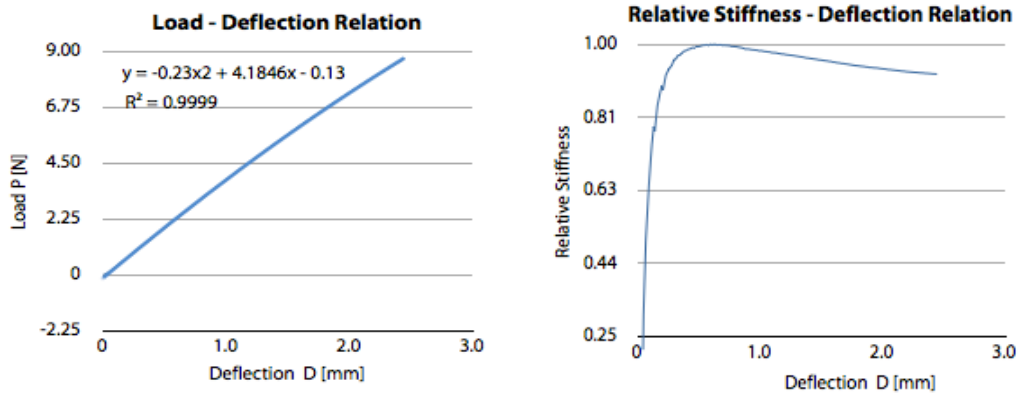 Load - Deflection Relation
9.00
6.75
4.50
2.25
0
-2.25
Load P [N]
y = -0.23x2 + 4.1846x - 0.13
R² = 0.9999
0 1.0 2.0 3.0
Deflection D [mm]
Relative Stiffness - Deflection Relation
1.00
0.81
0.63
0.44
0.25
Relative Stiffness
0 1.0 2.0 3.0
Deflection D [mm]